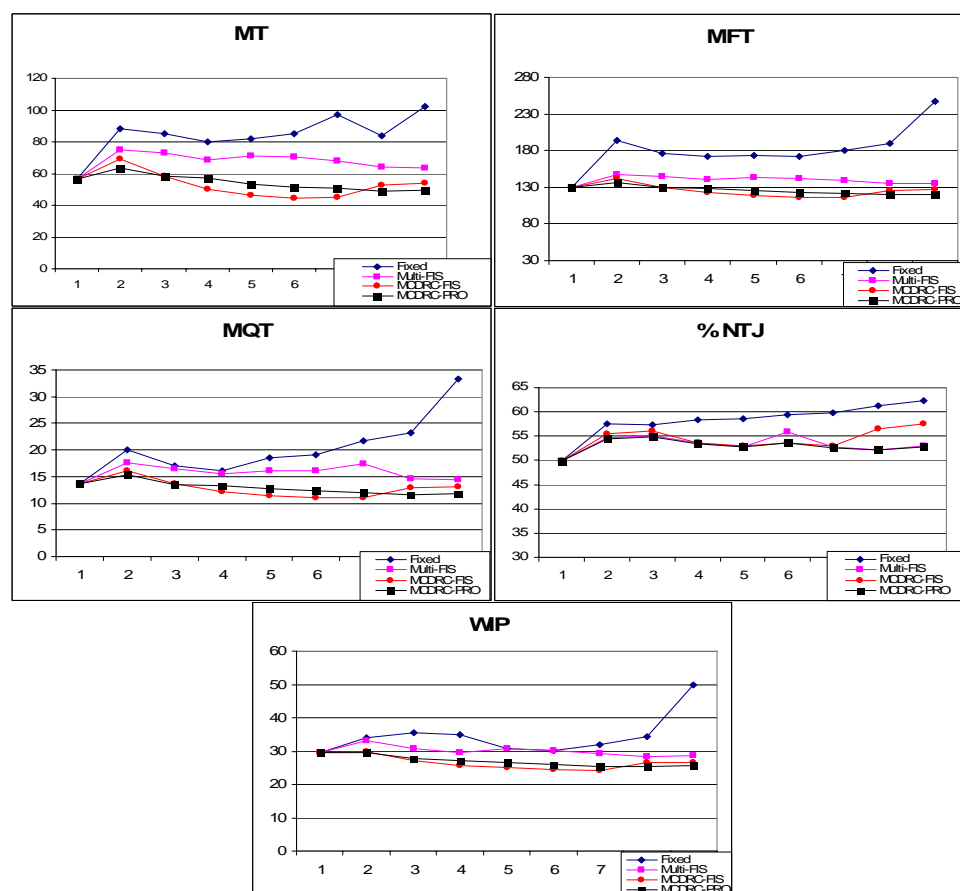 MT
120
100
80
60
40
20
0
1 2 3 4 5 6
Fixed
Multi-FIS
MCDRC-FIS
MCDRC-PRO
MFT
280
230
180
130
80
30
1 2 3 4 5 6
Fixed
Multi-FIS
MCDRC-FIS
MCDRC-PRO
MQT
35
30
25
20
15
10
5
0
1 2 3 4 5 6
Fixed
Multi-FIS
MCDRC-FIS
MCDRC-PRO
% NTJ
65
60
55
50
45
40
35
30
1 2 3 4 5 6
Fixed
Multi-FIS
MCDRC-FIS
MCDRC-PRO
WIP
60
50
40
30
20
10
0
1 2 3 4 5 6 7
Fixed
Multi-FIS
MCDRC-FIS
MCDRC-PRO